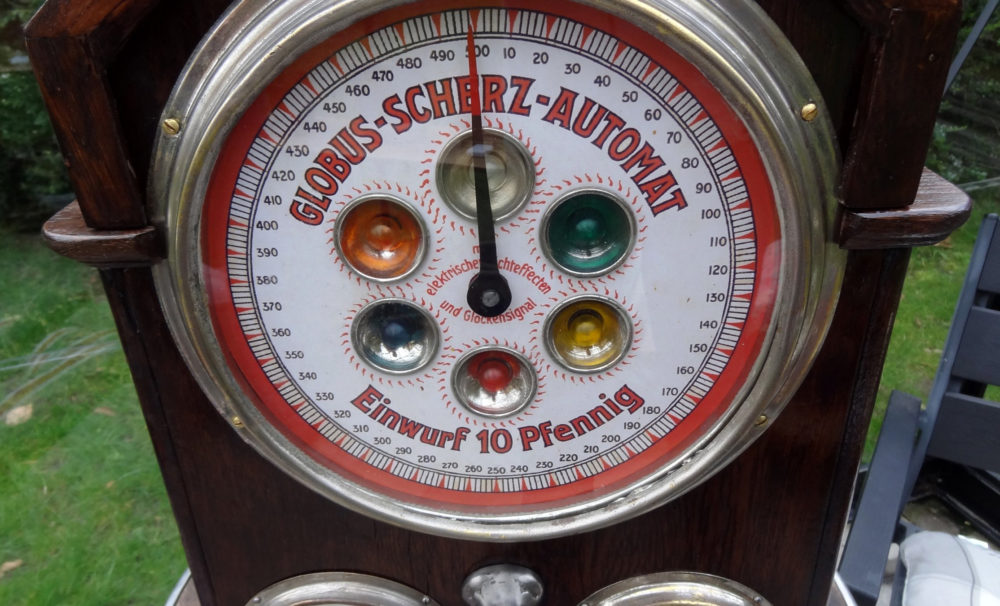 500 10 20 30 40 50 60 70 80 90 100 110 120 130 140 150 160 170 180 190 200 210 220 230 240 250 260 270 280 290 300 310 320 330 340 350 360 370 380 390 400 410 420 430 440 450 460 470 480 490
GLOBUS-SCHERZ-AUTOMAT
elektrischen Lichteffecten
und Glockensignal
Einwurf 10 Pfennig